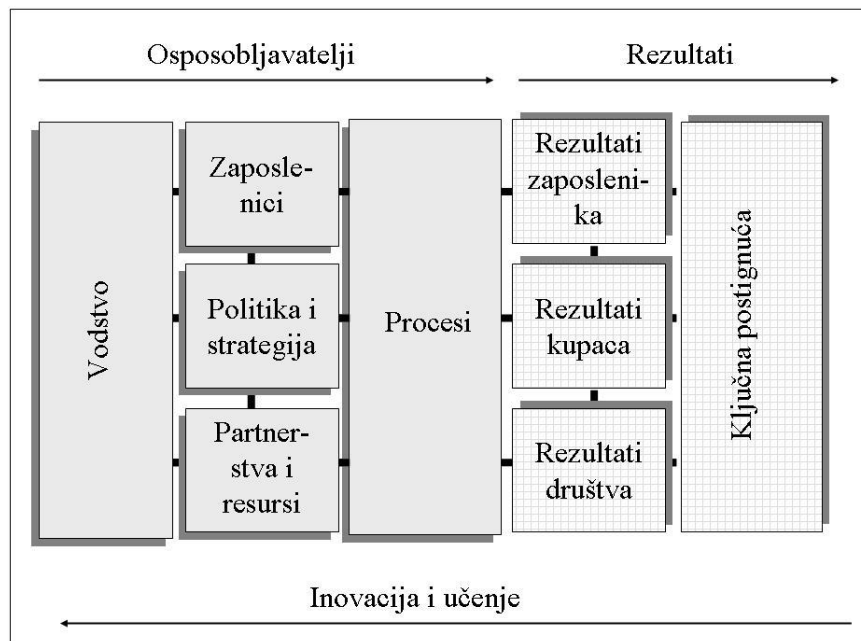 Osposobljavatelji
Rezultati
Vodstvo
Zaposle-
nici
Politika i
strategija
Partner-
stva i
resursi
Procesi
Rezultati
zaposleni-
ka
Rezultati
kupaca
Rezultati
društva
Ključna postignuća
Inovacija i učenje